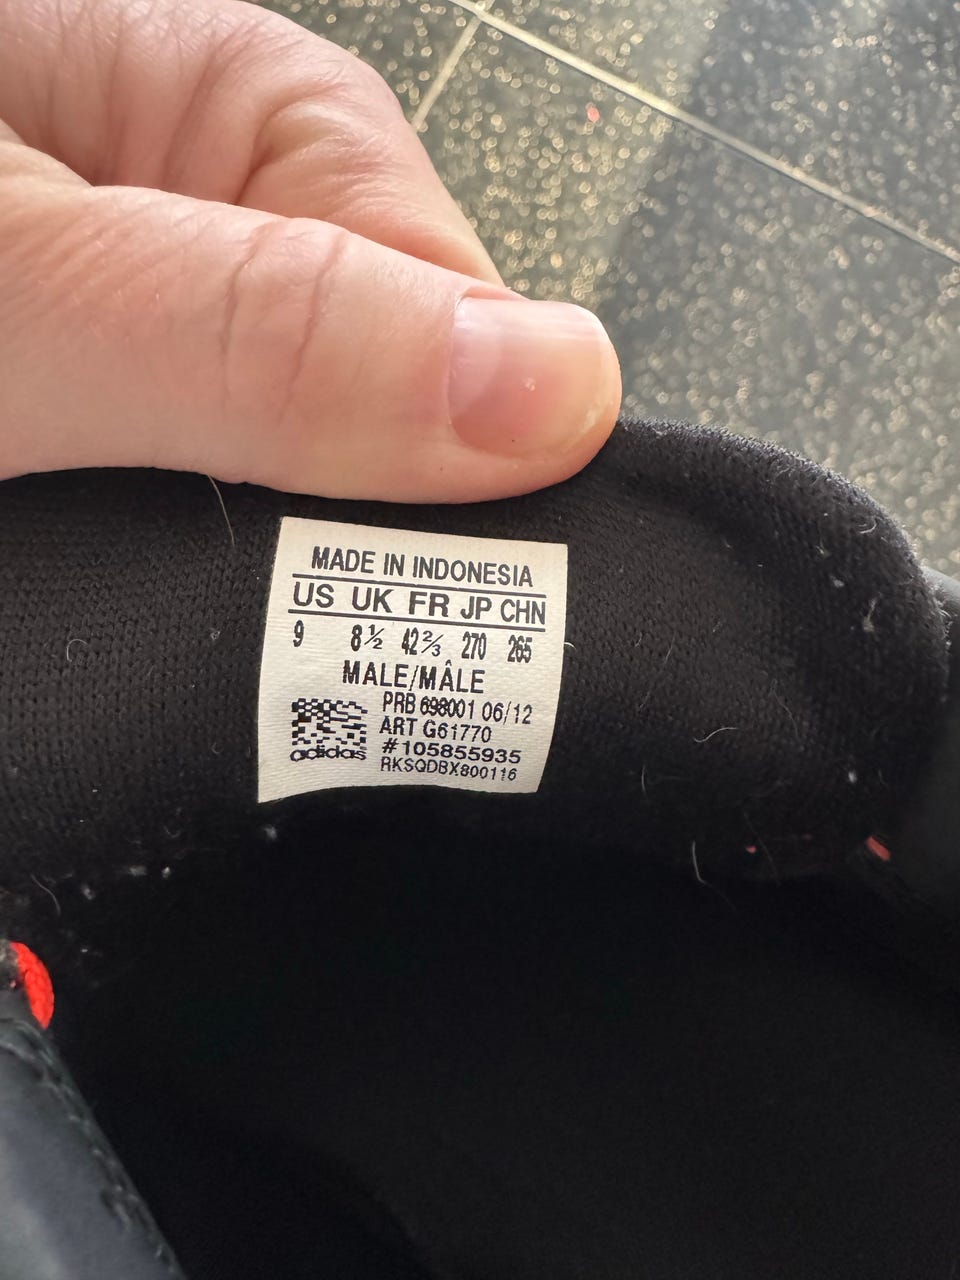 MADE IN INDONESIA
US UK FR JP CHN
9 8½ 42⅔ 270 265
MALE/MÂLE
PRB 698001 06/12
ART G61770
#105855935
RKSQDBX800116
adidas